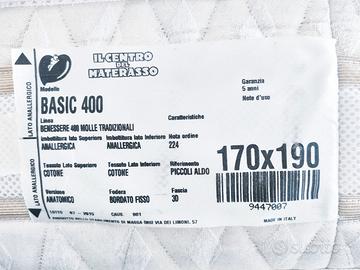 LATO ANALLERGICO
IL CENTRO
DEL
MATERASSO
Modello
BASIC 400
Garanzia
5 anni
Note d'uso
Linea
Caratteristiche
BENESSERE 400 MOLLE TRADIZIONALI
Imbottitura lato Superiore Imbottitura lato Inferiore Note ordine
ANALLERGICA ANALLERGICA 224
Tessuto Lato Superiore Tessuto Lato Inferiore Riferimento
COTONE COTONE PICCOLI ALDO
170x190
Versione Federa Fascia
ANATOMICO BORDATO FISSO 3D
LATO ANALLERGICO
9447007
MADE IN ITALY